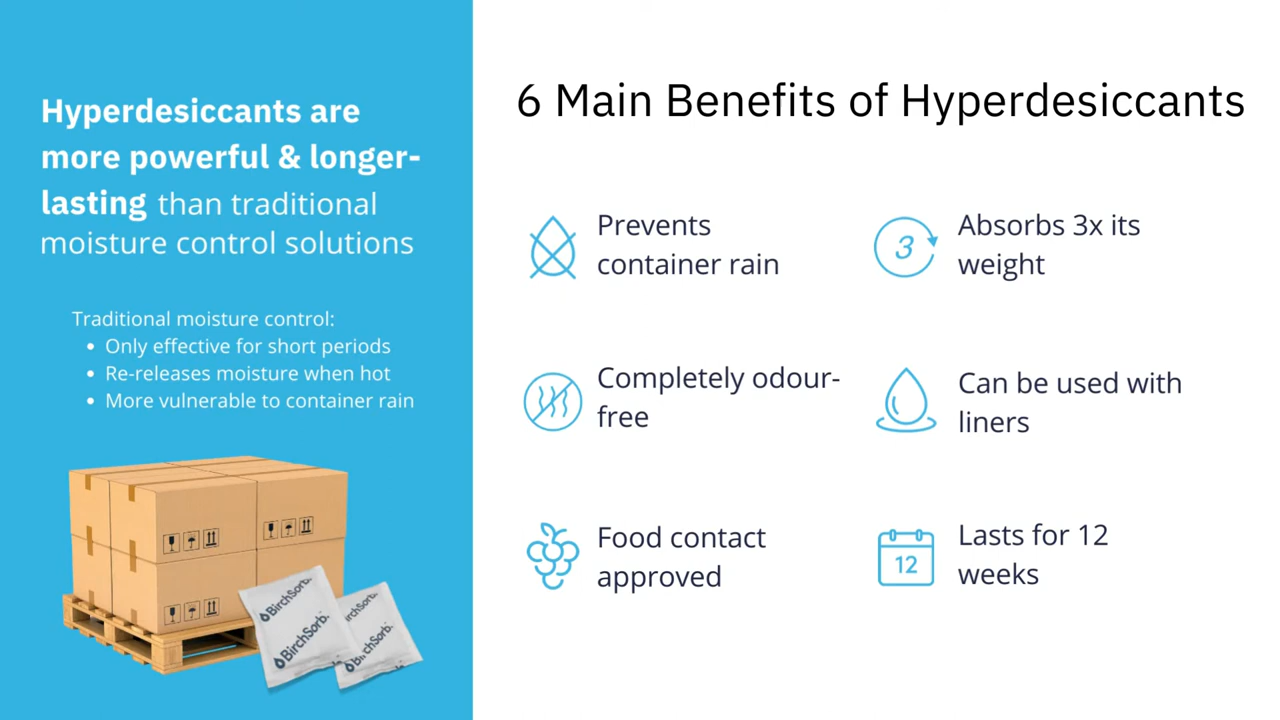 Hyperdesiccants are
more powerful & longer-
lasting than traditional
moisture control solutions
Traditional moisture control:
• Only effective for short periods
• Re-releases moisture when hot
• More vulnerable to container rain
BirchSorb
BirchSorb
BirchSorb
BirchSorb
6 Main Benefits of Hyperdesiccants
Prevents
container rain
3
Absorbs 3x its
weight
Completely odour-
free
Can be used with
liners
Food contact
approved
12
Lasts for 12
weeks